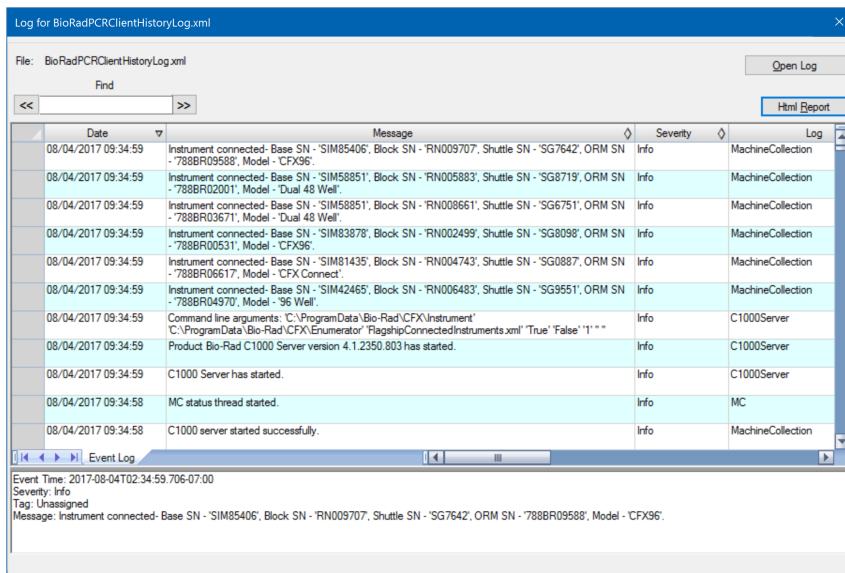 Log for BioRadPCRClientHistoryLog.xml
File: BioRadPCRClientHistoryLog.xml
Open Log
Find
<< >>
Html Report
Date Message Severity Log
08/04/2017 09:34:59 Instrument connected- Base SN - 'SIM85406', Block SN - 'RN009707', Shuttle SN - 'SG7642', ORM SN Info MachineCollection
- '788BR09588', Model - 'CFX96'.
08/04/2017 09:34:59 Instrument connected- Base SN - 'SIM58851', Block SN - 'RN005883', Shuttle SN - 'SG8719', ORM SN Info MachineCollection
- '788BR02001', Model - 'Dual 48 Well'.
08/04/2017 09:34:59 Instrument connected- Base SN - 'SIM58851', Block SN - 'RN008661', Shuttle SN - 'SG6751', ORM SN Info MachineCollection
- '788BR03671', Model - 'Dual 48 Well'.
08/04/2017 09:34:59 Instrument connected- Base SN - 'SIM83878', Block SN - 'RN002499', Shuttle SN - 'SG8098', ORM SN Info MachineCollection
- '788BR00531', Model - 'CFX96'.
08/04/2017 09:34:59 Instrument connected- Base SN - 'SIM81435', Block SN - 'RN004743', Shuttle SN - 'SG0887', ORM SN Info MachineCollection
- '788BR06617', Model - 'CFX Connect'.
08/04/2017 09:34:59 Instrument connected- Base SN - 'SIM42465', Block SN - 'RN006483', Shuttle SN - 'SG9551', ORM SN Info MachineCollection
- '788BR04970', Model - '96 Well'.
08/04/2017 09:34:59 Command line arguments: 'C:\ProgramData\Bio-Rad\CFX\Instrument' Info C1000Server
'C:\ProgramData\Bio-Rad\CFX\Enumerator' 'FlagshipConnectedInstruments.xml' 'True' 'False' '1' '' ''
08/04/2017 09:34:59 Product Bio-Rad C1000 Server version 4.1.2350.803 has started. Info C1000Server
08/04/2017 09:34:59 C1000 Server has started. Info C1000Server
08/04/2017 09:34:58 MC status thread started. Info MC
08/04/2017 09:34:58 C1000 server started successfully. Info MachineCollection
Event Log
Event Time: 2017-08-04T02:34:59.706-07:00
Severity: Info
Tag: Unassigned
Message: Instrument connected- Base SN - 'SIM85406', Block SN - 'RN009707', Shuttle SN - 'SG7642', ORM SN - '788BR09588', Model - 'CFX96'.